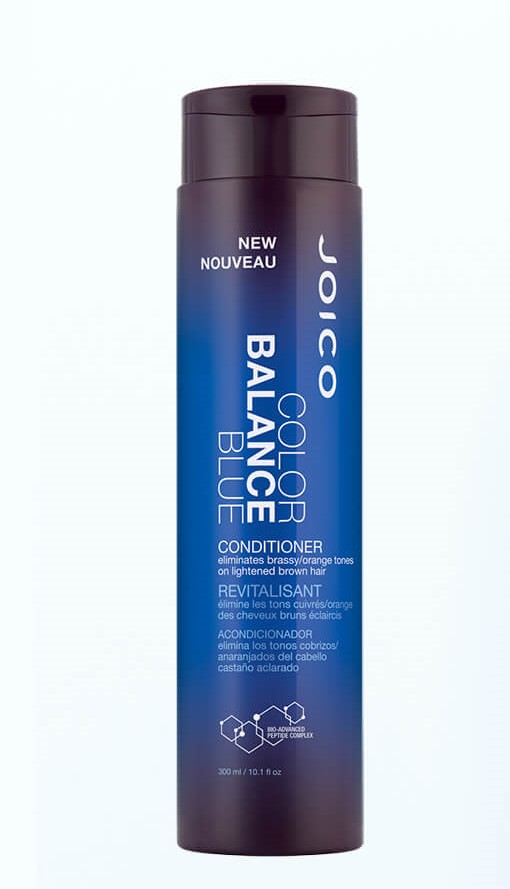 NEW
NOUVEAU
JOICO
COLOR
BALANCE
BLUE
CONDITIONER
eliminates brassy/orange tones
on lightened brown hair
REVITALISANT
élimine les tons cuivrés/orange
des cheveux bruns éclaircis
ACONDICIONADOR
elimina los tonos cobrizos/
anaranjados del cabello
castaño aclarado
BIO-ADVANCED
PEPTIDE COMPLEX
300 ml / 10.1 fl oz